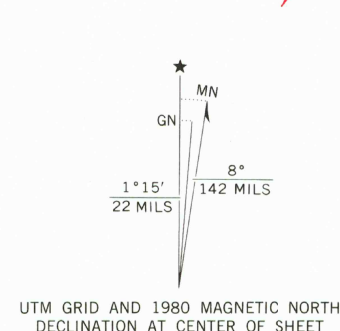 ★
MN
GN
1°15′
22 MILS
8°
142 MILS
UTM GRID AND 1980 MAGNETIC NORTH
DECLINATION AT CENTER OF SHEET